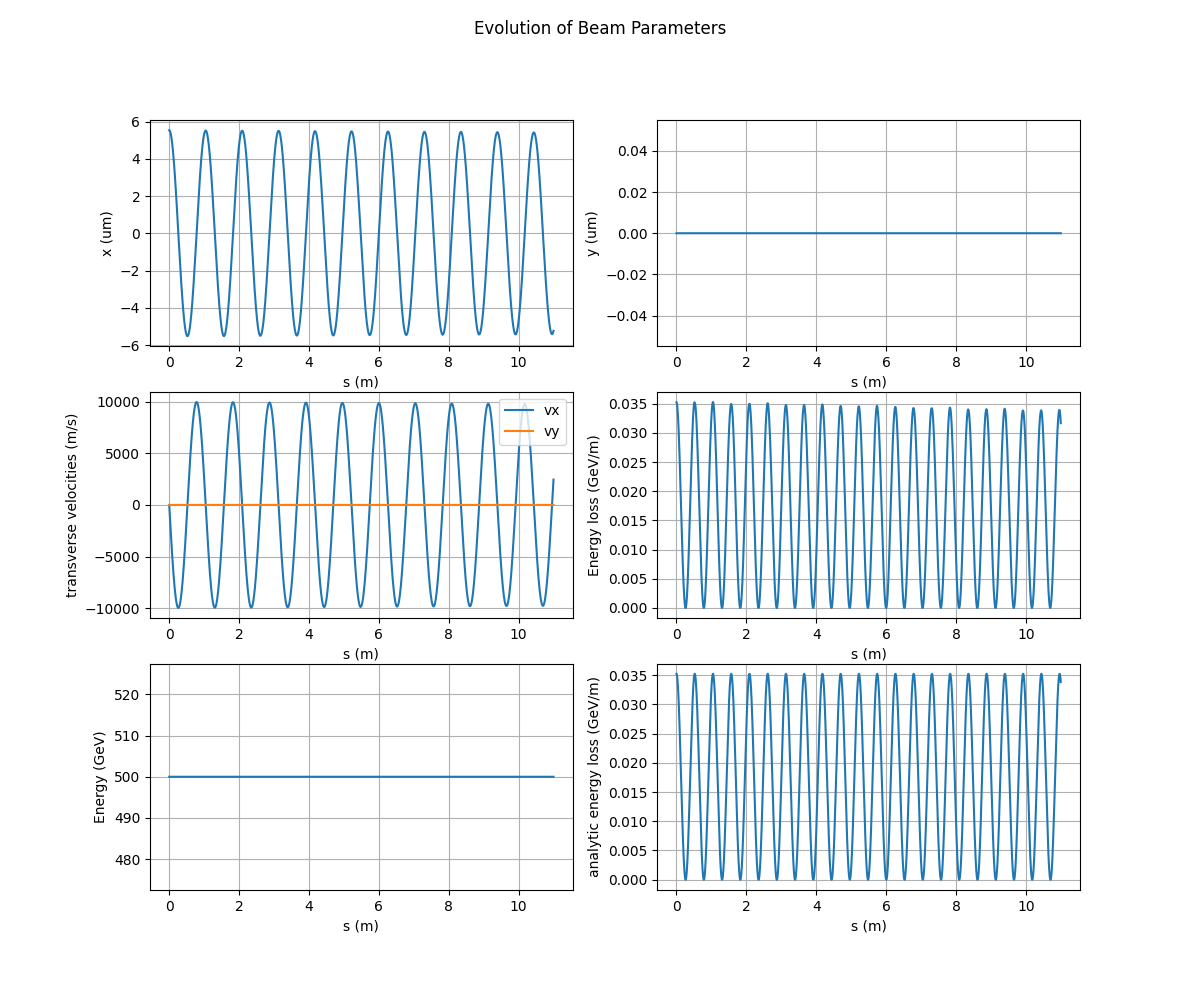 Evolution of Beam Parameters
6
4
2
0
−2
−4
−6
x (um)
0 2 4 6 8 10
s (m)
0.04
0.02
0.00
−0.02
−0.04
y (um)
0 2 4 6 8 10
s (m)
10000
5000
0
−5000
−10000
transverse velocities (m/s)
vx
vy
0 2 4 6 8 10
s (m)
0.035
0.030
0.025
0.020
0.015
0.010
0.005
0.000
Energy loss (GeV/m)
0 2 4 6 8 10
s (m)
520
510
500
490
480
Energy (GeV)
0 2 4 6 8 10
s (m)
0.035
0.030
0.025
0.020
0.015
0.010
0.005
0.000
analytic energy loss (GeV/m)
0 2 4 6 8 10
s (m)